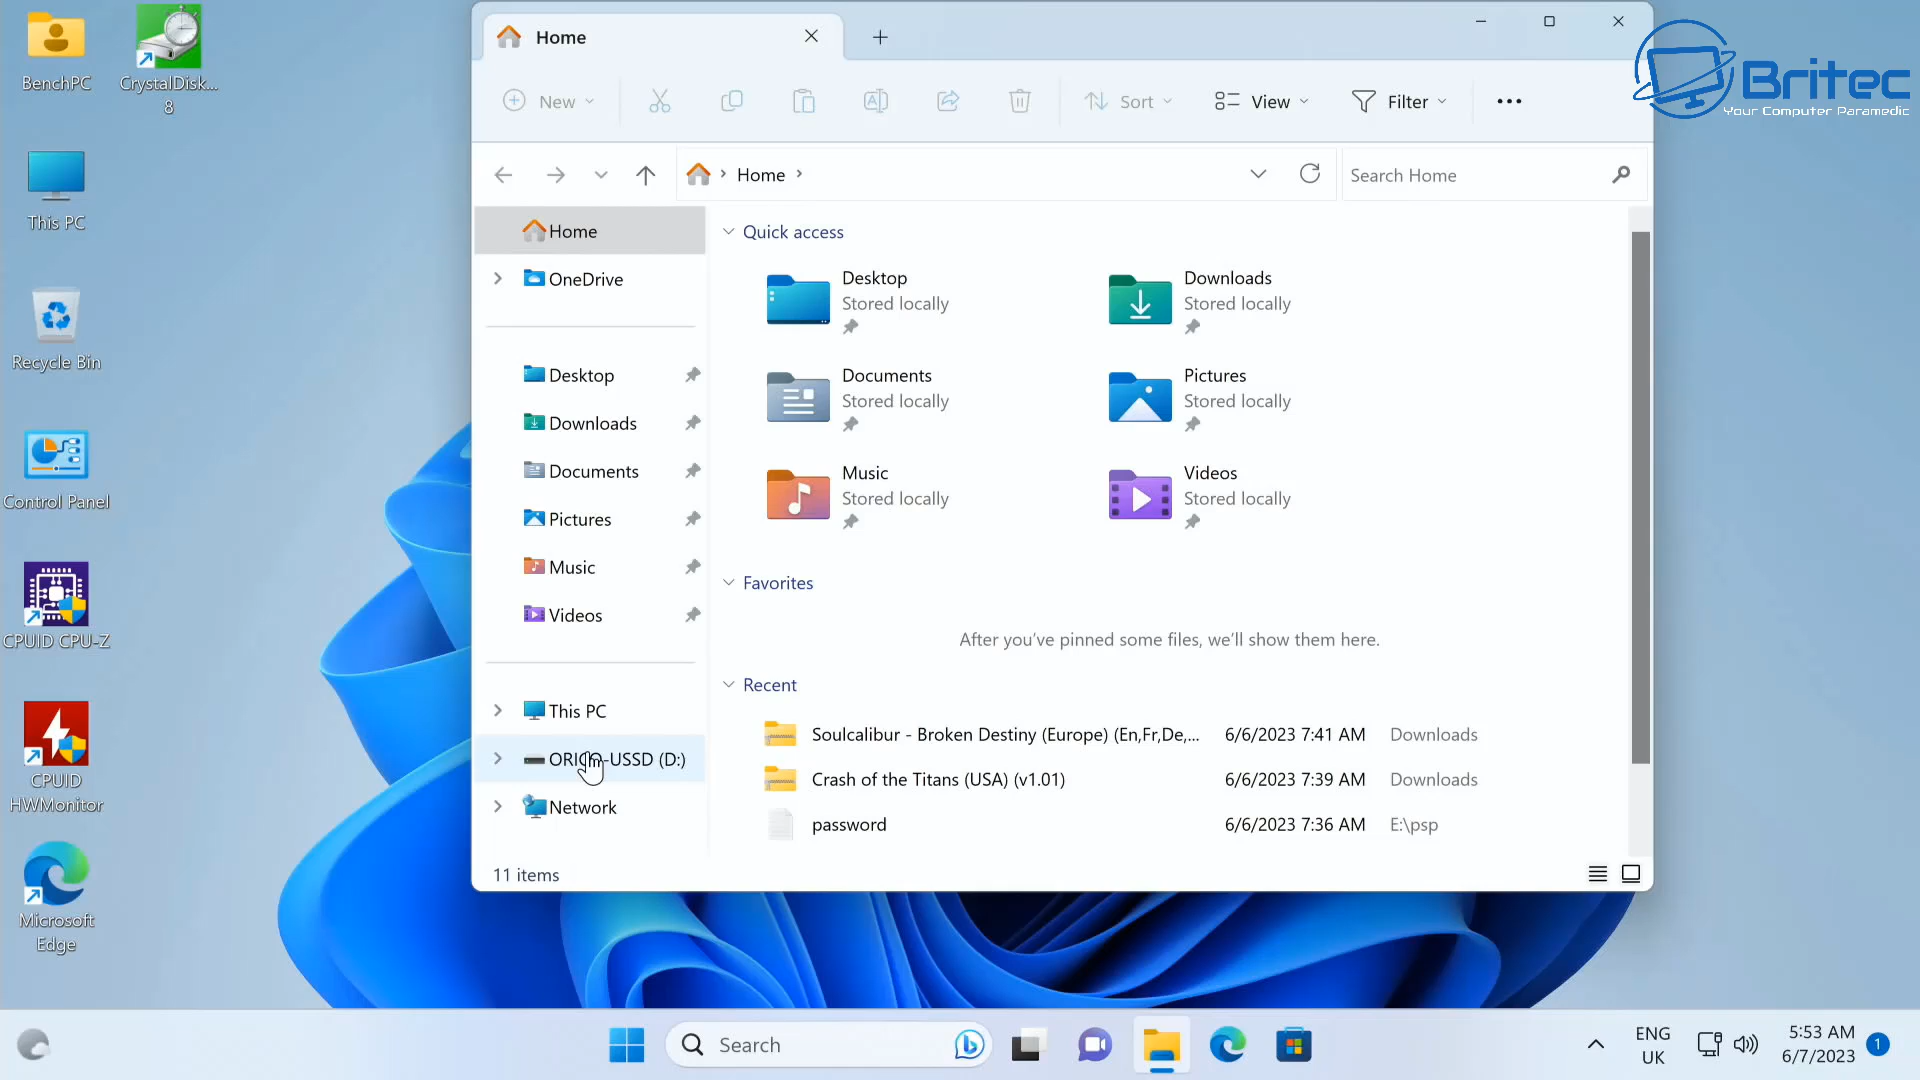 BenchPC
CrystalDisk...
8
This PC
Recycle Bin
Control Panel
CPUID CPU-Z
CPUID
HWMonitor
Microsoft
Edge
Home
New
Sort
View
Filter
Home
Search Home
Home
OneDrive
Desktop
Downloads
Documents
Pictures
Music
Videos
This PC
ORICO-USSD (D:)
Network
Quick access
Desktop
Stored locally
Downloads
Stored locally
Documents
Stored locally
Pictures
Stored locally
Music
Stored locally
Videos
Stored locally
Favorites
After you've pinned some files, we'll show them here.
Recent
Soulcalibur - Broken Destiny (Europe) (En,Fr,De,... 6/6/2023 7:41 AM Downloads
Crash of the Titans (USA) (v1.01) 6/6/2023 7:39 AM Downloads
password 6/6/2023 7:36 AM E:\psp
11 items
Britec
Your Computer Paramedic
Search
ENG
UK
5:53 AM
6/7/2023
1